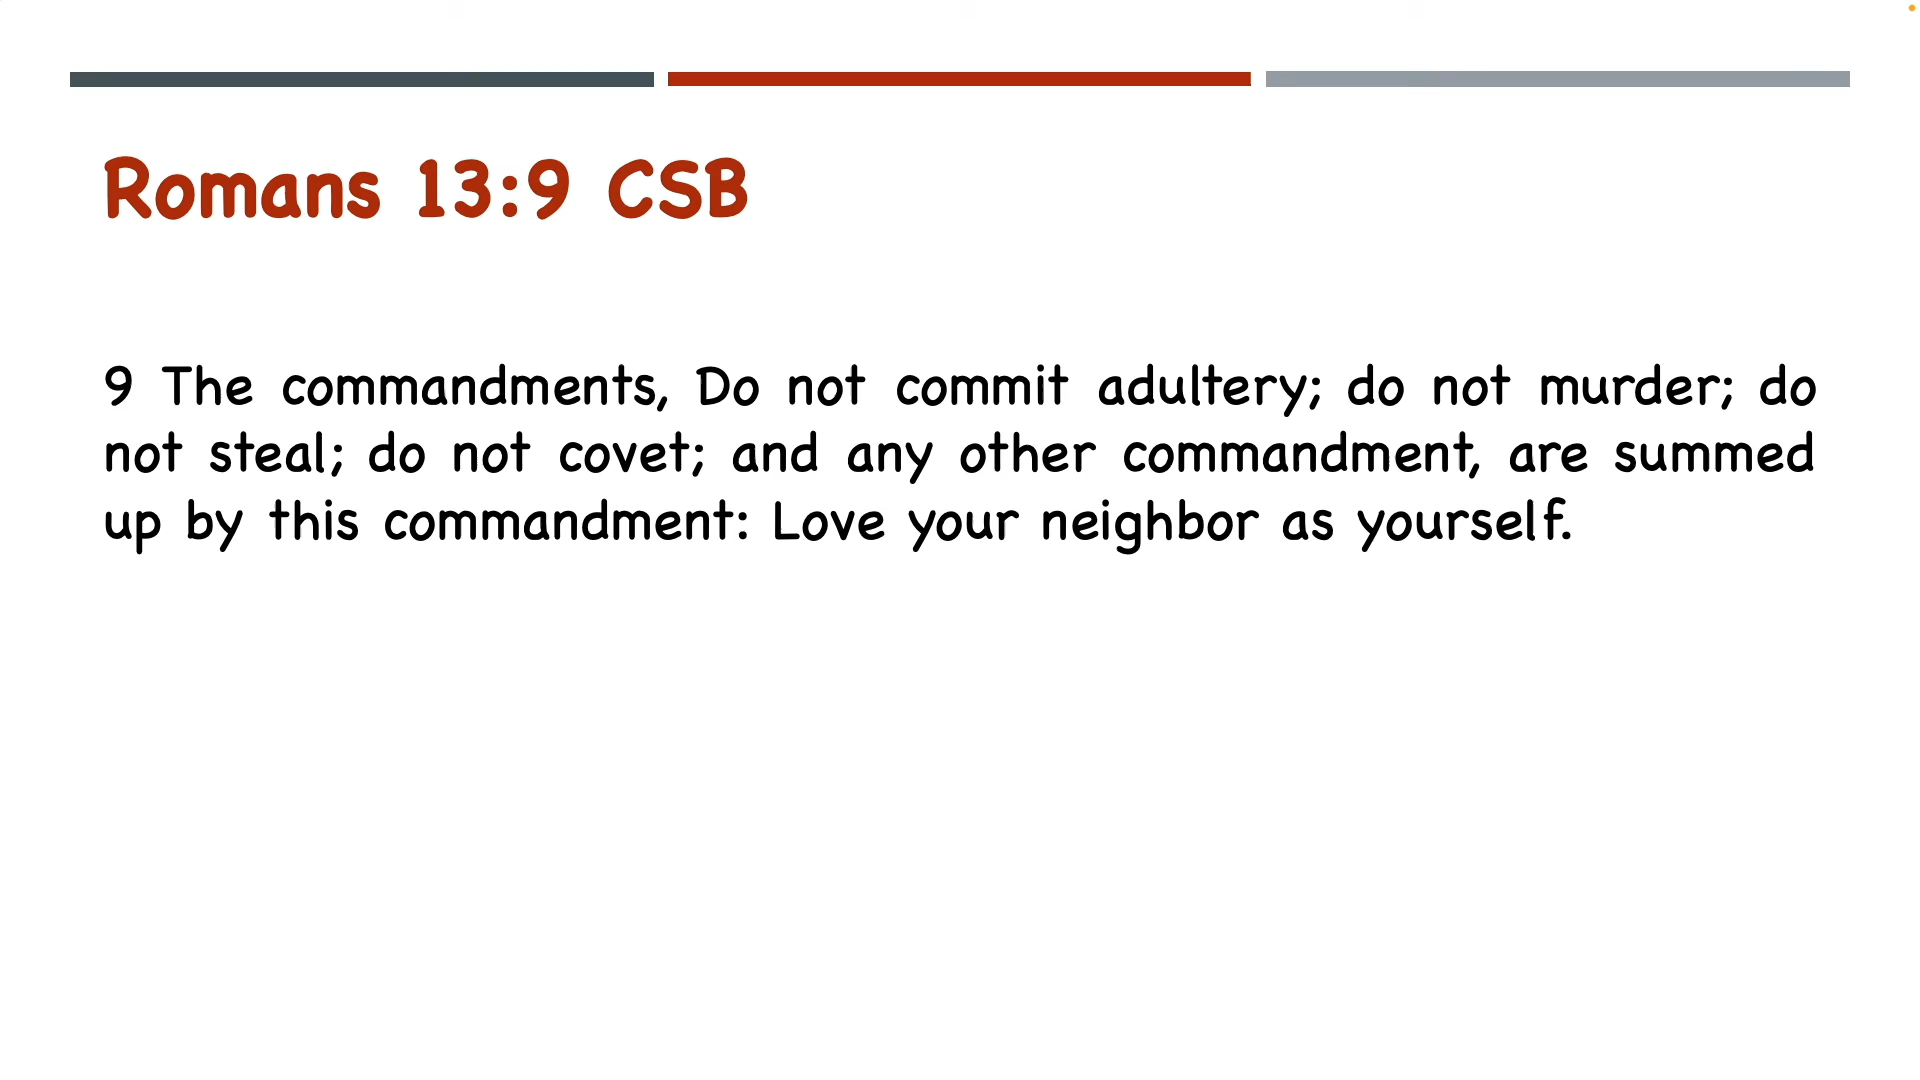 Romans 13:9 CSB
9 The commandments, Do not commit adultery; do not murder; do
not steal; do not covet; and any other commandment, are summed
up by this commandment: Love your neighbor as yourself.